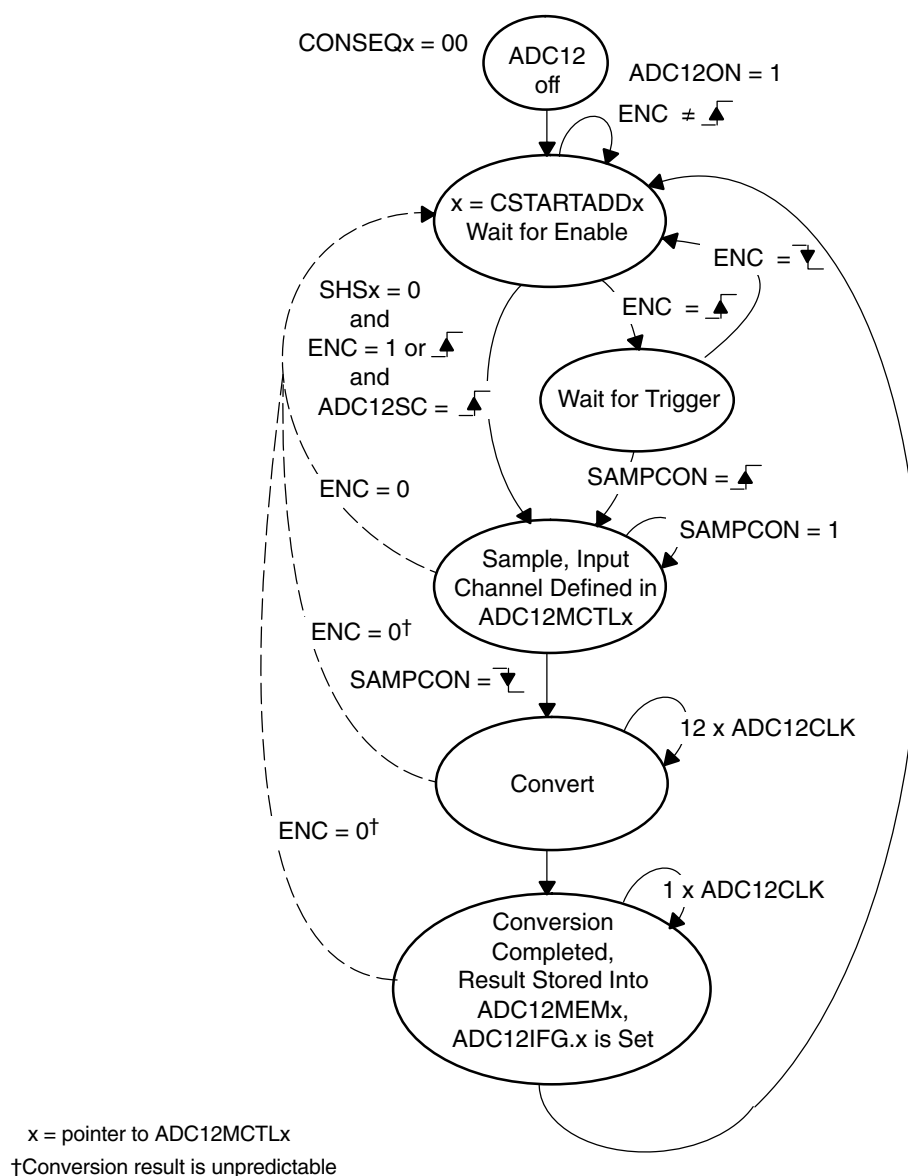 CONSEQx = 00
ADC12
off
ADC12ON = 1
ENC ≠
x = CSTARTADDx
Wait for Enable
ENC =
SHSx = 0
and
ENC = 1 or
and
ADC12SC =
ENC =
Wait for Trigger
SAMPCON =
ENC = 0
SAMPCON = 1
Sample, Input
Channel Defined in
ADC12MCTLx
ENC = 0†
SAMPCON =
12 x ADC12CLK
Convert
ENC = 0†
1 x ADC12CLK
Conversion
Completed,
Result Stored Into
ADC12MEMx,
ADC12IFG.x is Set
x = pointer to ADC12MCTLx
†Conversion result is unpredictable